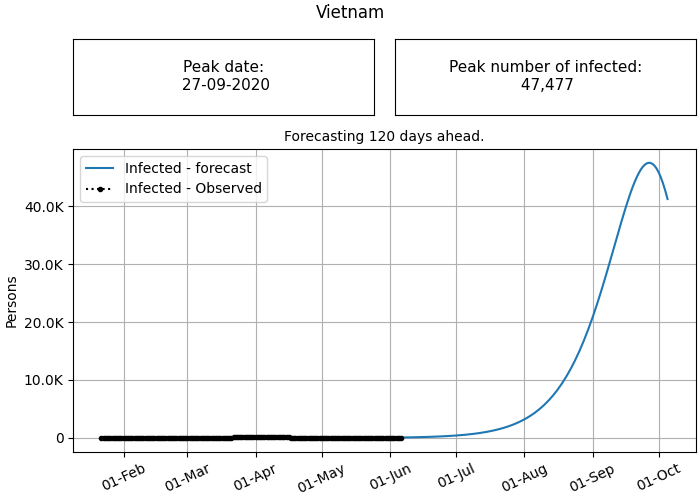 Vietnam
Peak date:
27-09-2020
Peak number of infected:
47,477
Forecasting 120 days ahead.
Infected - forecast
Infected - Observed
Persons
40.0K
30.0K
20.0K
10.0K
0
01-Feb
01-Mar
01-Apr
01-May
01-Jun
01-Jul
01-Aug
01-Sep
01-Oct